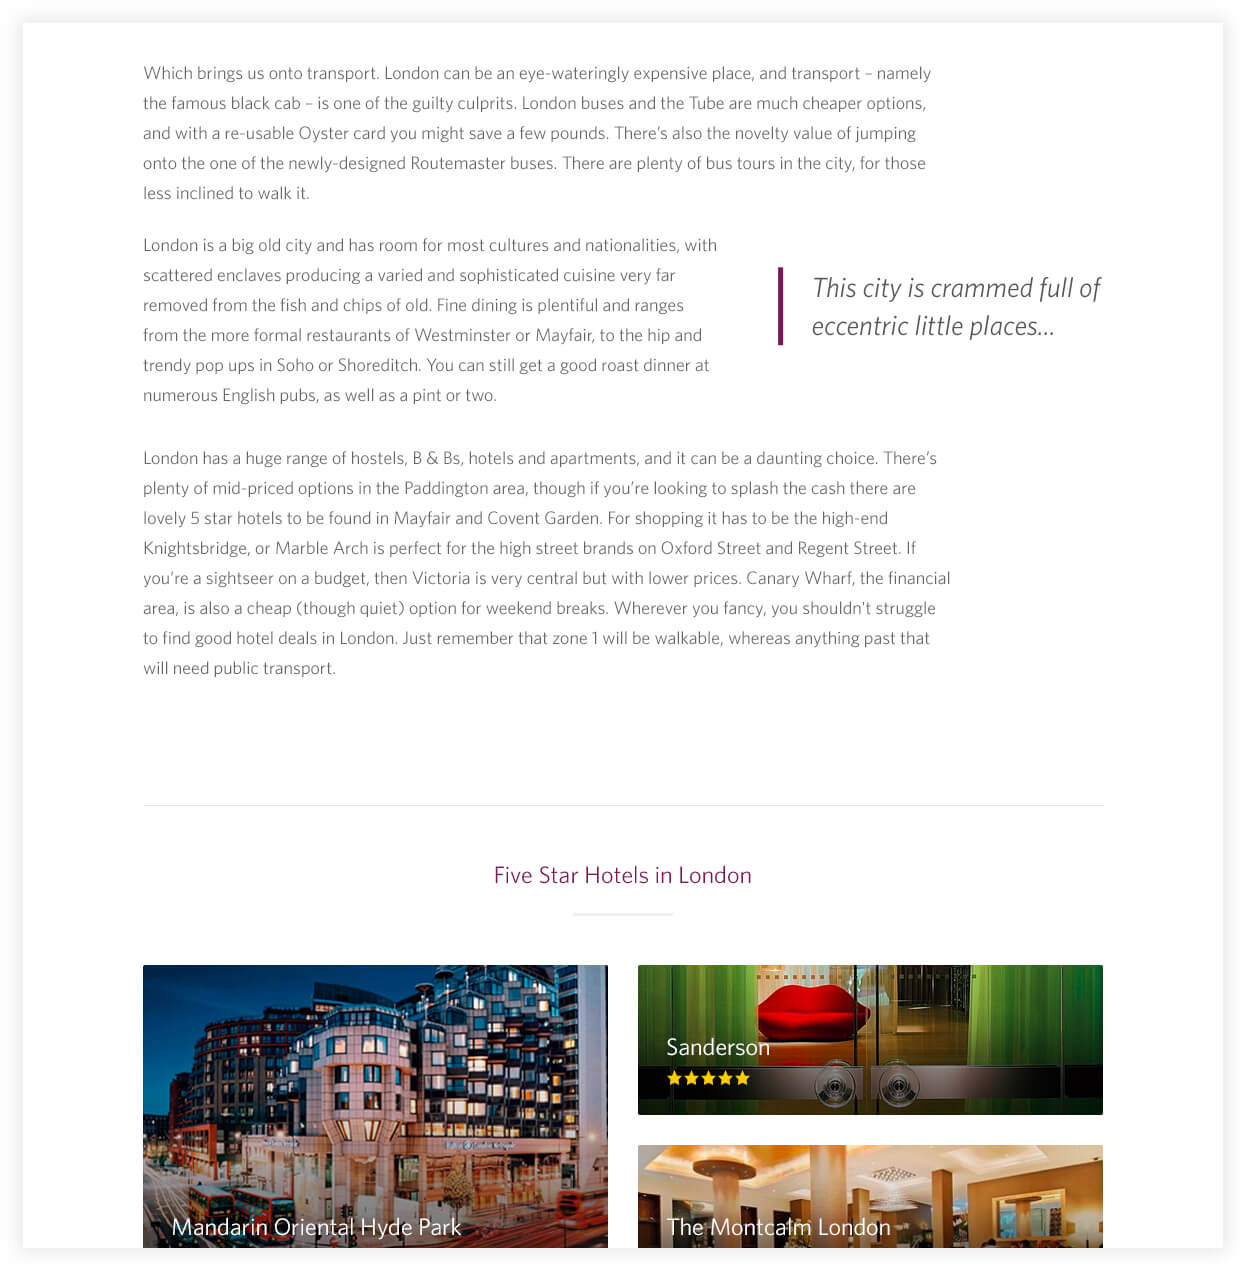 Which brings us onto transport. London can be an eye-wateringly expensive place, and transport – namely
the famous black cab – is one of the guilty culprits. London buses and the Tube are much cheaper options,
and with a re-usable Oyster card you might save a few pounds. There’s also the novelty value of jumping
onto the one of the newly-designed Routemaster buses. There are plenty of bus tours in the city, for those
less inclined to walk it.
London is a big old city and has room for most cultures and nationalities, with
scattered enclaves producing a varied and sophisticated cuisine very far
removed from the fish and chips of old. Fine dining is plentiful and ranges
from the more formal restaurants of Westminster or Mayfair, to the hip and
trendy pop ups in Soho or Shoreditch. You can still get a good roast dinner at
numerous English pubs, as well as a pint or two.
This city is crammed full of
eccentric little places...
London has a huge range of hostels, B & Bs, hotels and apartments, and it can be a daunting choice. There’s
plenty of mid-priced options in the Paddington area, though if you’re looking to splash the cash there are
lovely 5 star hotels to be found in Mayfair and Covent Garden. For shopping it has to be the high-end
Knightsbridge, or Marble Arch is perfect for the high street brands on Oxford Street and Regent Street. If
you’re a sightseer on a budget, then Victoria is very central but with lower prices. Canary Wharf, the financial
area, is also a cheap (though quiet) option for weekend breaks. Wherever you fancy, you shouldn't struggle
to find good hotel deals in London. Just remember that zone 1 will be walkable, whereas anything past that
will need public transport.
Five Star Hotels in London
Sanderson
Mandarin Oriental Hyde Park
The Montcalm London